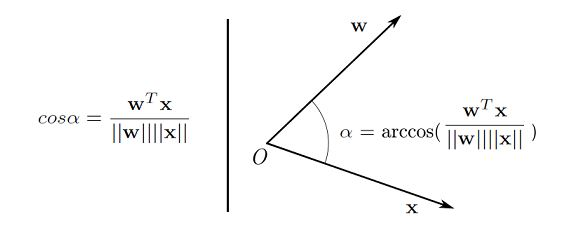 cosα = w^T x / ||w||||x||
w
α = arccos( w^T x / ||w||||x|| )
O
x